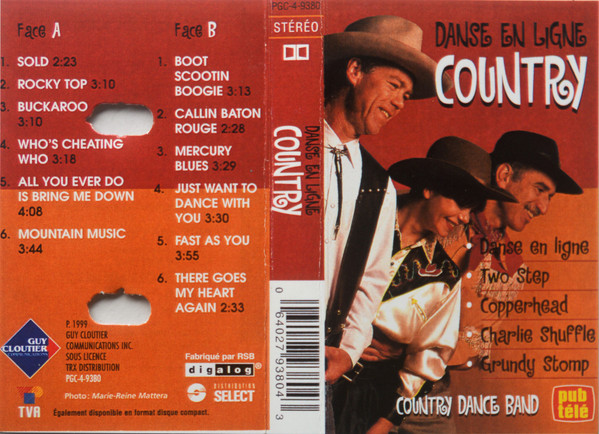 Face A
1. SOLD 2:23
2. ROCKY TOP 3:10
3. BUCKAROO
3:10
4. WHO'S CHEATING
WHO 3:18
5. ALL YOU EVER DO
IS BRING ME DOWN
4:08
6. MOUNTAIN MUSIC
3:44
GUY
CLOUTIER
P. 1999
GUY CLOUTIER
COMMUNICATIONS INC.
SOUS LICENCE
TRX DISTRIBUTION
PGC-4-9380
TVA
Photo : Marie-Reine Mattera
Également disponible en format disque compact.
Face B
1. BOOT
SCOOTIN
BOOGIE 3:13
2. CALLIN BATON
ROUGE 2:28
3. MERCURY
BLUES 3:29
4. JUST WANT TO
DANCE WITH
YOU 3:30
5. FAST AS YOU
3:55
6. THERE GOES
MY HEART
AGAIN 2:33
Fabriqué par RSB
digalog
DISTRIBUTION
SELECT
PGC-4-9380
STÉRÉO
DANSE EN LIGNE
COUNTRY
0 64027 93804 3
DANSE EN LIGNE
COUNTRY
Danse en ligne
Two Step
Copperhead
Charlie Shuffle
Grundy Stomp
COUNTRY DANCE BAND
pub
télé